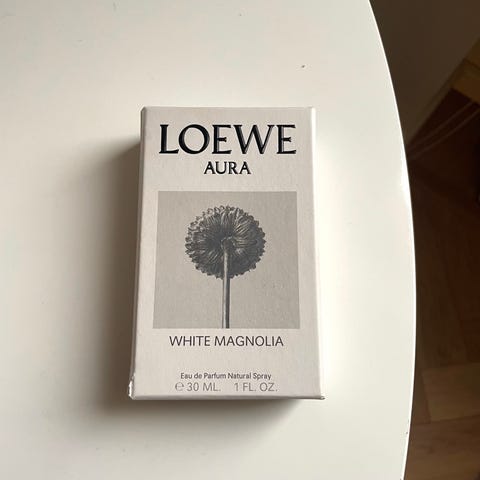 LOEWE
AURA
WHITE MAGNOLIA
Eau de Parfum Natural Spray
℮ 30 ML. 1 FL. OZ.